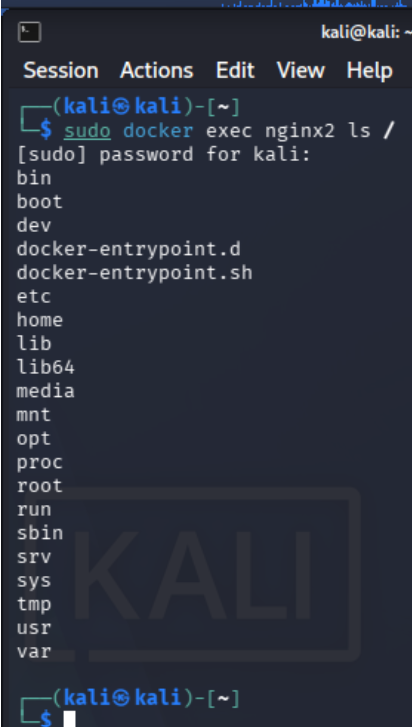 kali@kali: ~
Session Actions Edit View Help
┌──(kali㉿kali)-[~]
└─$ sudo docker exec nginx2 ls /
[sudo] password for kali:
bin
boot
dev
docker-entrypoint.d
docker-entrypoint.sh
etc
home
lib
lib64
media
mnt
opt
proc
root
run
sbin
srv
sys
tmp
usr
var
KALI
┌──(kali㉿kali)-[~]
└─$